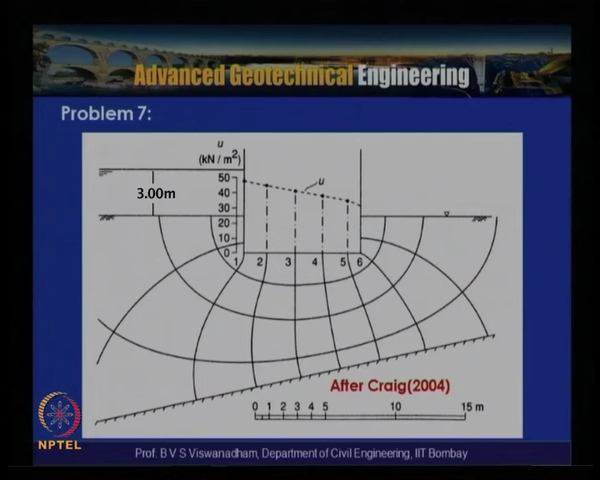 Advanced Geotechnical Engineering
Problem 7:
u
(kN / m²)
50
40
30
20
10
0
3.00m
u
1 2 3 4 5 6
After Craig(2004)
0 1 2 3 4 5 10 15 m
NPTEL
Prof. B V S Viswanadham, Department of Civil Engineering, IIT Bombay